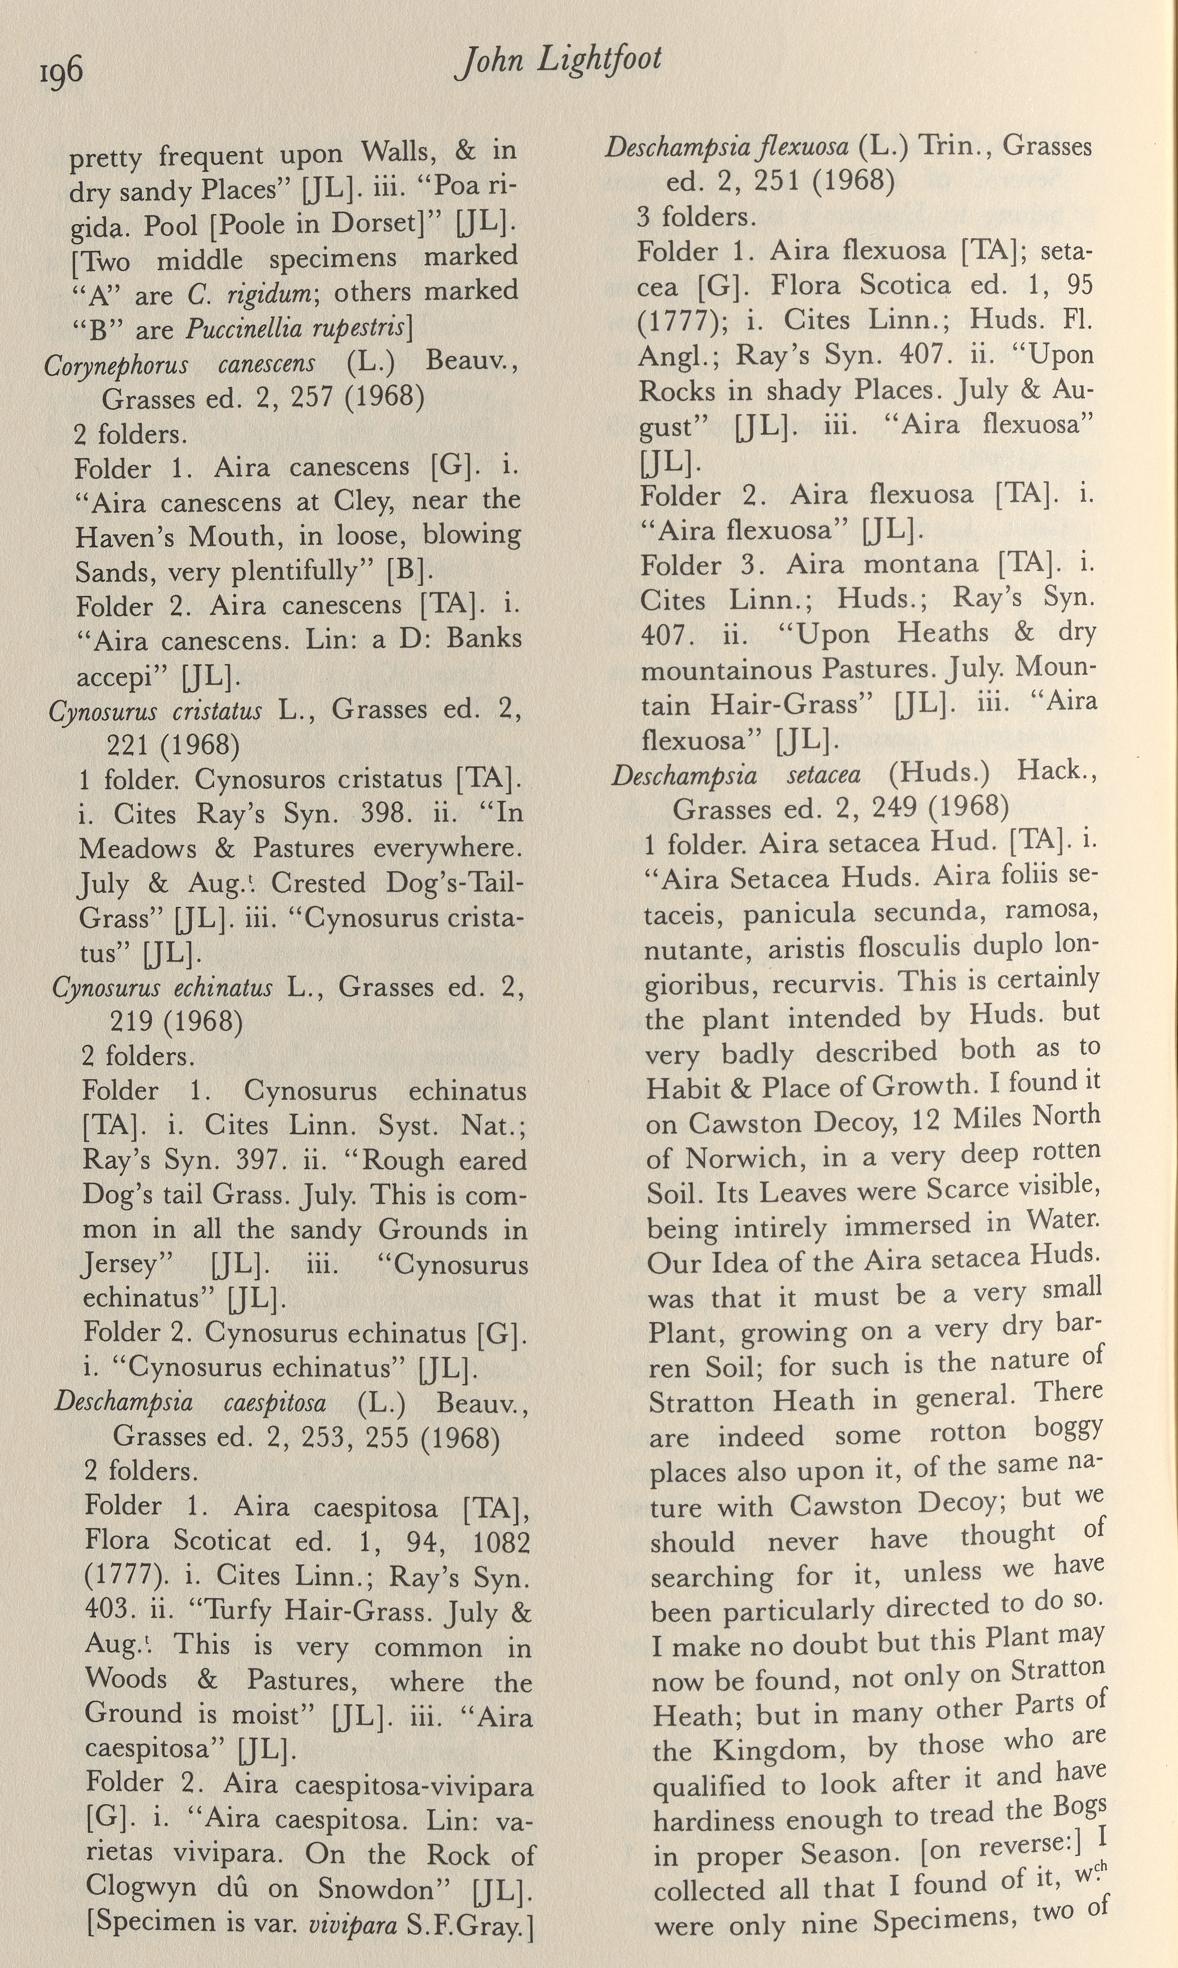 196
John Lightfoot
pretty frequent upon Walls, & in
dry sandy Places” [JL]. iii. “Poa ri-
gida. Pool [Poole in Dorset]” [JL].
[Two middle specimens marked
“A” are C. rigidum; others marked
“B” are Puccinellia rupestris]
Corynephorus canescens (L.) Beauv.,
Grasses ed. 2, 257 (1968)
2 folders.
Folder 1. Aira canescens [G]. i.
“Aira canescens at Cley, near the
Haven’s Mouth, in loose, blowing
Sands, very plentifully” [B].
Folder 2. Aira canescens [TA]. i.
“Aira canescens. Lin: a D: Banks
accepi” [JL].
Cynosurus cristatus L., Grasses ed. 2,
221 (1968)
1 folder. Cynosuros cristatus [TA].
i. Cites Ray’s Syn. 398. ii. “In
Meadows & Pastures everywhere.
July & Aug.t Crested Dog’s-Tail-
Grass” [JL]. iii. “Cynosurus crista-
tus” [JL].
Cynosurus echinatus L., Grasses ed. 2,
219 (1968)
2 folders.
Folder 1. Cynosurus echinatus
[TA]. i. Cites Linn. Syst. Nat.;
Ray’s Syn. 397. ii. “Rough eared
Dog’s tail Grass. July. This is com-
mon in all the sandy Grounds in
Jersey” [JL]. iii. “Cynosurus
echinatus” [JL].
Folder 2. Cynosurus echinatus [G].
i. “Cynosurus echinatus” [JL].
Deschampsia caespitosa (L.) Beauv.,
Grasses ed. 2, 253, 255 (1968)
2 folders.
Folder 1. Aira caespitosa [TA],
Flora Scoticat ed. 1, 94, 1082
(1777). i. Cites Linn.; Ray’s Syn.
403. ii. “Turfy Hair-Grass. July &
Aug.t This is very common in
Woods & Pastures, where the
Ground is moist” [JL]. iii. “Aira
caespitosa” [JL].
Folder 2. Aira caespitosa-vivipara
[G]. i. “Aira caespitosa. Lin: va-
rietas vivipara. On the Rock of
Clogwyn dû on Snowdon” [JL].
[Specimen is var. vivipara S.F.Gray.]
Deschampsia flexuosa (L.) Trin., Grasses
ed. 2, 251 (1968)
3 folders.
Folder 1. Aira flexuosa [TA]; seta-
cea [G]. Flora Scotica ed. 1, 95
(1777); i. Cites Linn.; Huds. Fl.
Angl.; Ray’s Syn. 407. ii. “Upon
Rocks in shady Places. July & Au-
gust” [JL]. iii. “Aira flexuosa”
[JL].
Folder 2. Aira flexuosa [TA]. i.
“Aira flexuosa” [JL].
Folder 3. Aira montana [TA]. i.
Cites Linn.; Huds.; Ray’s Syn.
407. ii. “Upon Heaths & dry
mountainous Pastures. July. Moun-
tain Hair-Grass” [JL]. iii. “Aira
flexuosa” [JL].
Deschampsia setacea (Huds.) Hack.,
Grasses ed. 2, 249 (1968)
1 folder. Aira setacea Hud. [TA]. i.
“Aira Setacea Huds. Aira foliis se-
taceis, panicula secunda, ramosa,
nutante, aristis flosculis duplo lon-
gioribus, recurvis. This is certainly
the plant intended by Huds. but
very badly described both as to
Habit & Place of Growth. I found it
on Cawston Decoy, 12 Miles North
of Norwich, in a very deep rotten
Soil. Its Leaves were Scarce visible,
being intirely immersed in Water.
Our Idea of the Aira setacea Huds.
was that it must be a very small
Plant, growing on a very dry bar-
ren Soil; for such is the nature of
Stratton Heath in general. There
are indeed some rotton boggy
places also upon it, of the same na-
ture with Cawston Decoy; but we
should never have thought of
searching for it, unless we have
been particularly directed to do so.
I make no doubt but this Plant may
now be found, not only on Stratton
Heath; but in many other Parts of
the Kingdom, by those who are
qualified to look after it and have
hardiness enough to tread the Bogs
in proper Season. [on reverse:] I
collected all that I found of it, w.ch
were only nine Specimens, two of